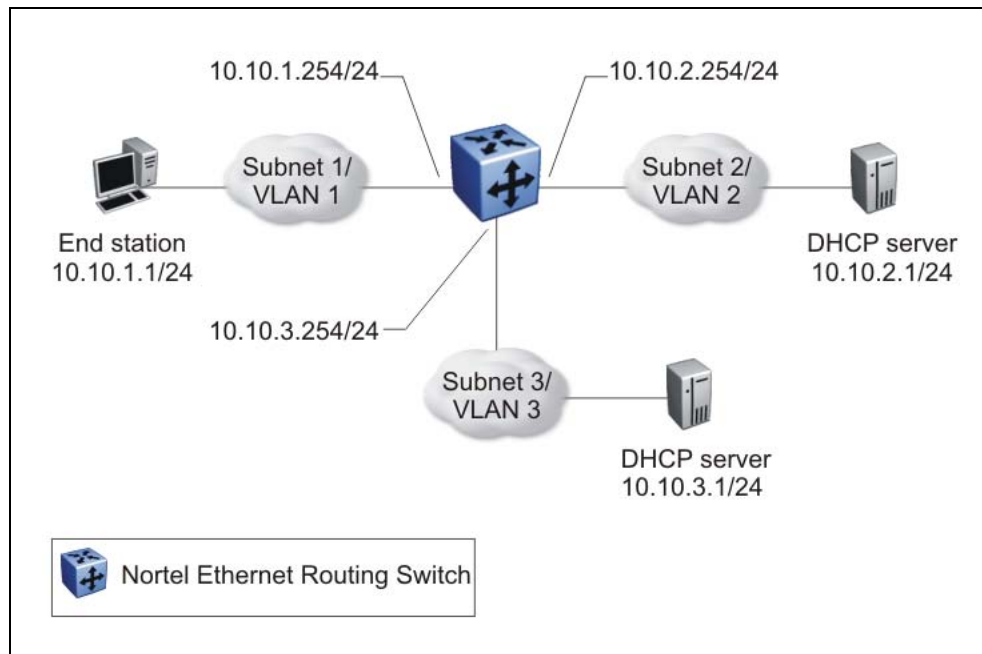 10.10.1.254/24
10.10.2.254/24
Subnet 1/
VLAN 1
Subnet 2/
VLAN 2
End station
10.10.1.1/24
DHCP server
10.10.2.1/24
10.10.3.254/24
Subnet 3/
VLAN 3
DHCP server
10.10.3.1/24
Nortel Ethernet Routing Switch